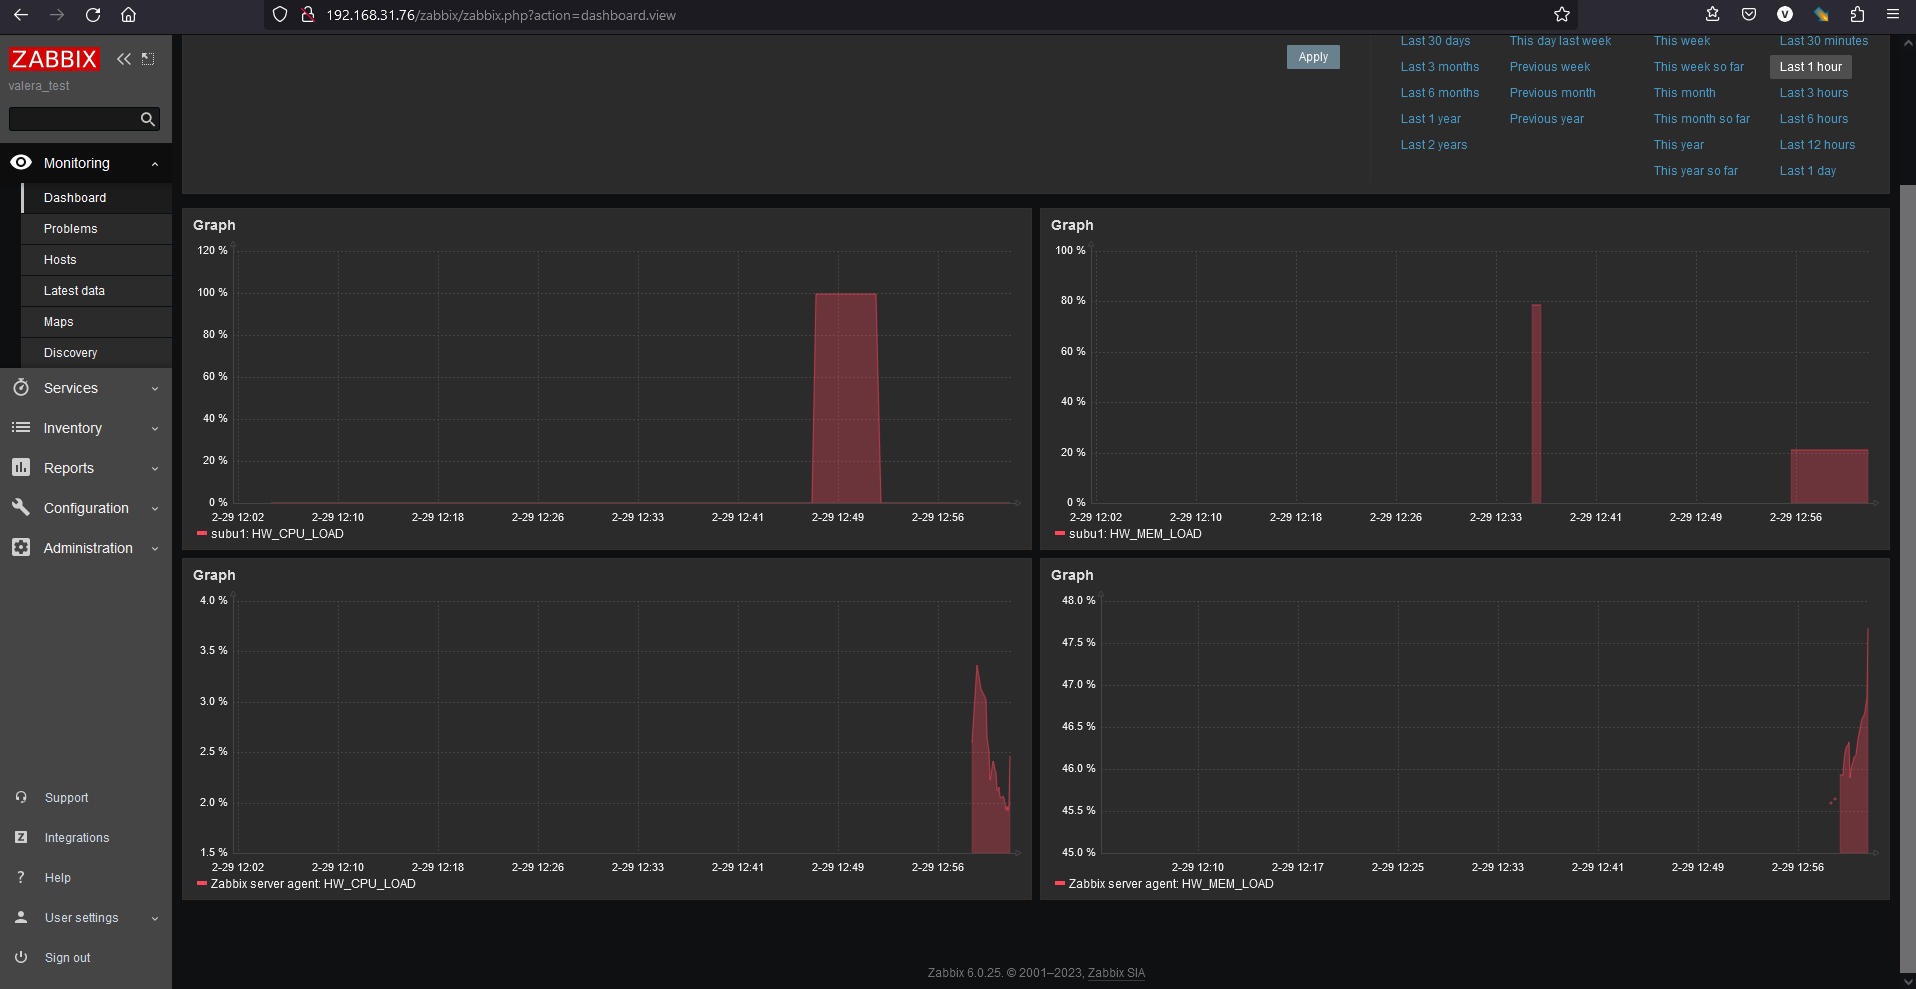 192.168.31.76/zabbix/zabbix.php?action=dashboard.view
V
ZABBIX
valera_test
Monitoring
Dashboard
Problems
Hosts
Latest data
Maps
Discovery
Services
Inventory
Reports
Configuration
Administration
Support
Z Integrations
? Help
User settings
Sign out
Apply
Last 30 days This day last week This week Last 30 minutes
Last 3 months Previous week This week so far Last 1 hour
Last 6 months Previous month This month Last 3 hours
Last 1 year Previous year This month so far Last 6 hours
Last 2 years This year Last 12 hours
This year so far Last 1 day
Graph
120 %
100 %
80 %
60 %
40 %
20 %
0 %
2-29 12:02 2-29 12:10 2-29 12:18 2-29 12:26 2-29 12:33 2-29 12:41 2-29 12:49 2-29 12:56
subu1: HW_CPU_LOAD
Graph
100 %
80 %
60 %
40 %
20 %
0 %
2-29 12:02 2-29 12:10 2-29 12:18 2-29 12:26 2-29 12:33 2-29 12:41 2-29 12:49 2-29 12:56
subu1: HW_MEM_LOAD
Graph
4.0 %
3.5 %
3.0 %
2.5 %
2.0 %
1.5 %
2-29 12:02 2-29 12:10 2-29 12:18 2-29 12:26 2-29 12:33 2-29 12:41 2-29 12:49 2-29 12:56
Zabbix server agent: HW_CPU_LOAD
Graph
48.0 %
47.5 %
47.0 %
46.5 %
46.0 %
45.5 %
45.0 %
2-29 12:10 2-29 12:17 2-29 12:25 2-29 12:33 2-29 12:41 2-29 12:49 2-29 12:56
Zabbix server agent: HW_MEM_LOAD
Zabbix 6.0.25. © 2001–2023, Zabbix SIA